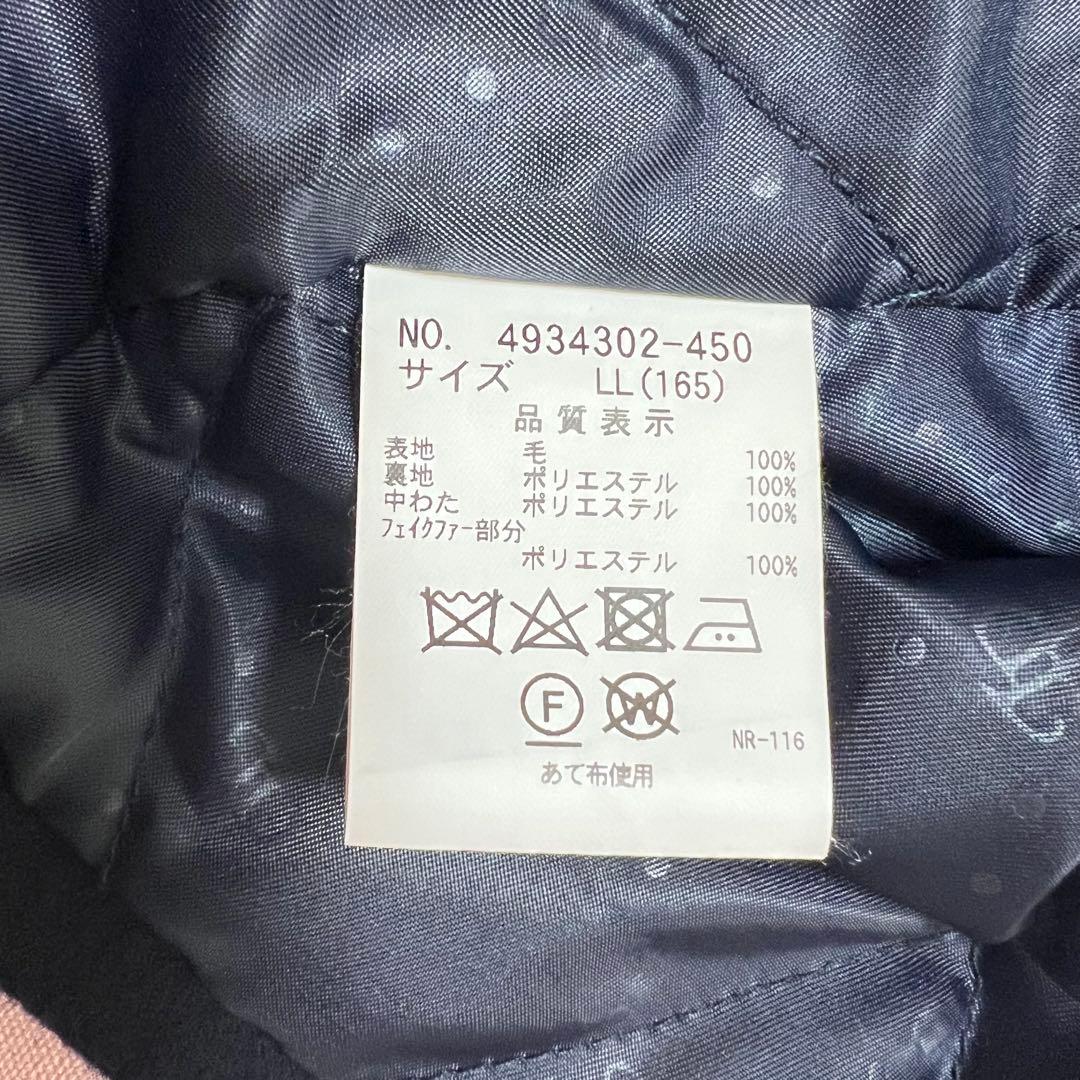 NO. 4934302-450
サイズ LL(165)
品質表示
表地 毛 100%
裏地 ポリエステル 100%
中わた ポリエステル 100%
フェイクファー部分
ポリエステル 100%
F W
NR-116
あて布使用